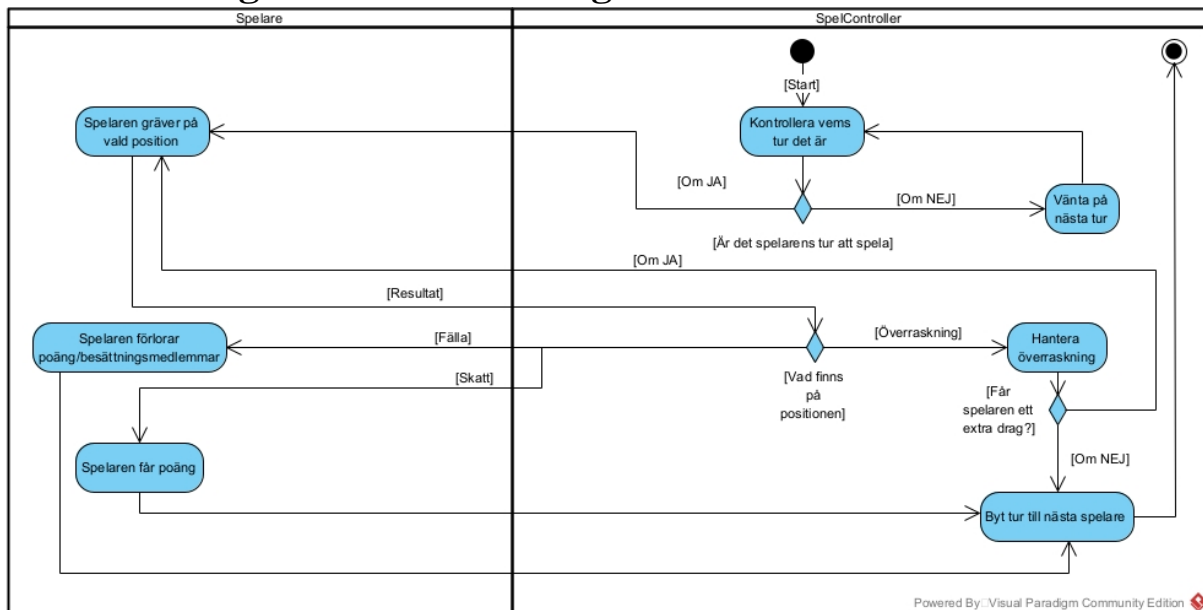 Spelare
SpelController
[Start]
Spelaren gräver på
vald position
Kontrollera vems
tur det är
[Om JA]
[Om NEJ]
Vänta på
nästa tur
[Är det spelarens tur att spela]
[Om JA]
[Resultat]
Spelaren förlorar
poäng/besättningsmedlemmar
[Fälla]
[Överraskning]
Hantera
överraskning
[Skatt]
[Vad finns
på
positionen]
[Får
spelaren ett
extra drag?]
Spelaren får poäng
[Om NEJ]
Byt tur till nästa spelare
Powered By Visual Paradigm Community Edition